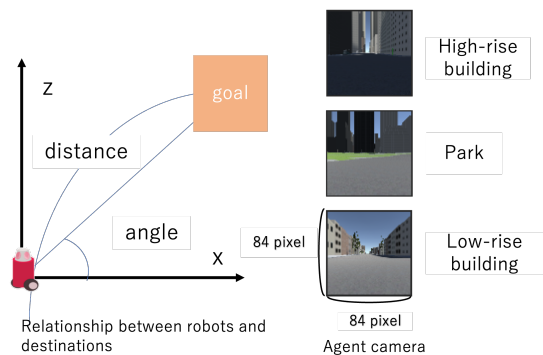 Z
goal
distance
angle
X
Relationship between robots and
destinations
High-rise
building
Park
84 pixel
Low-rise
building
84 pixel
Agent camera